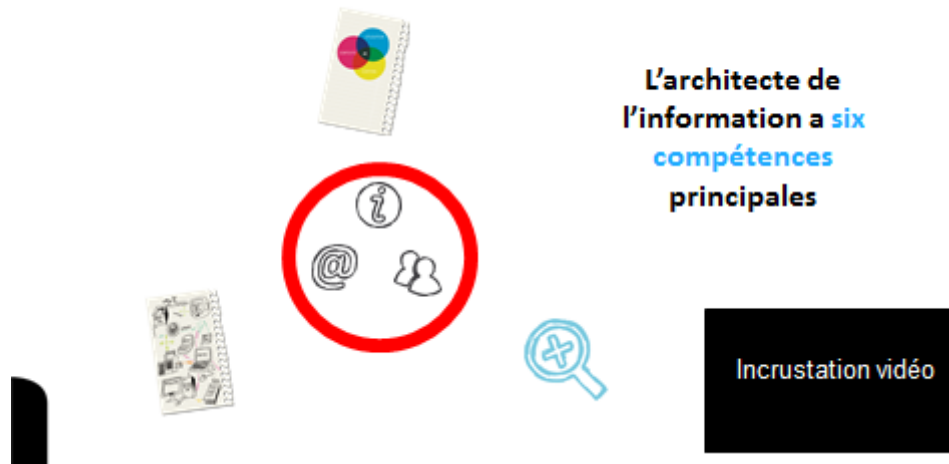 L'architecte de
l'information a six
compétences
principales
i
@
Incrustation vidéo